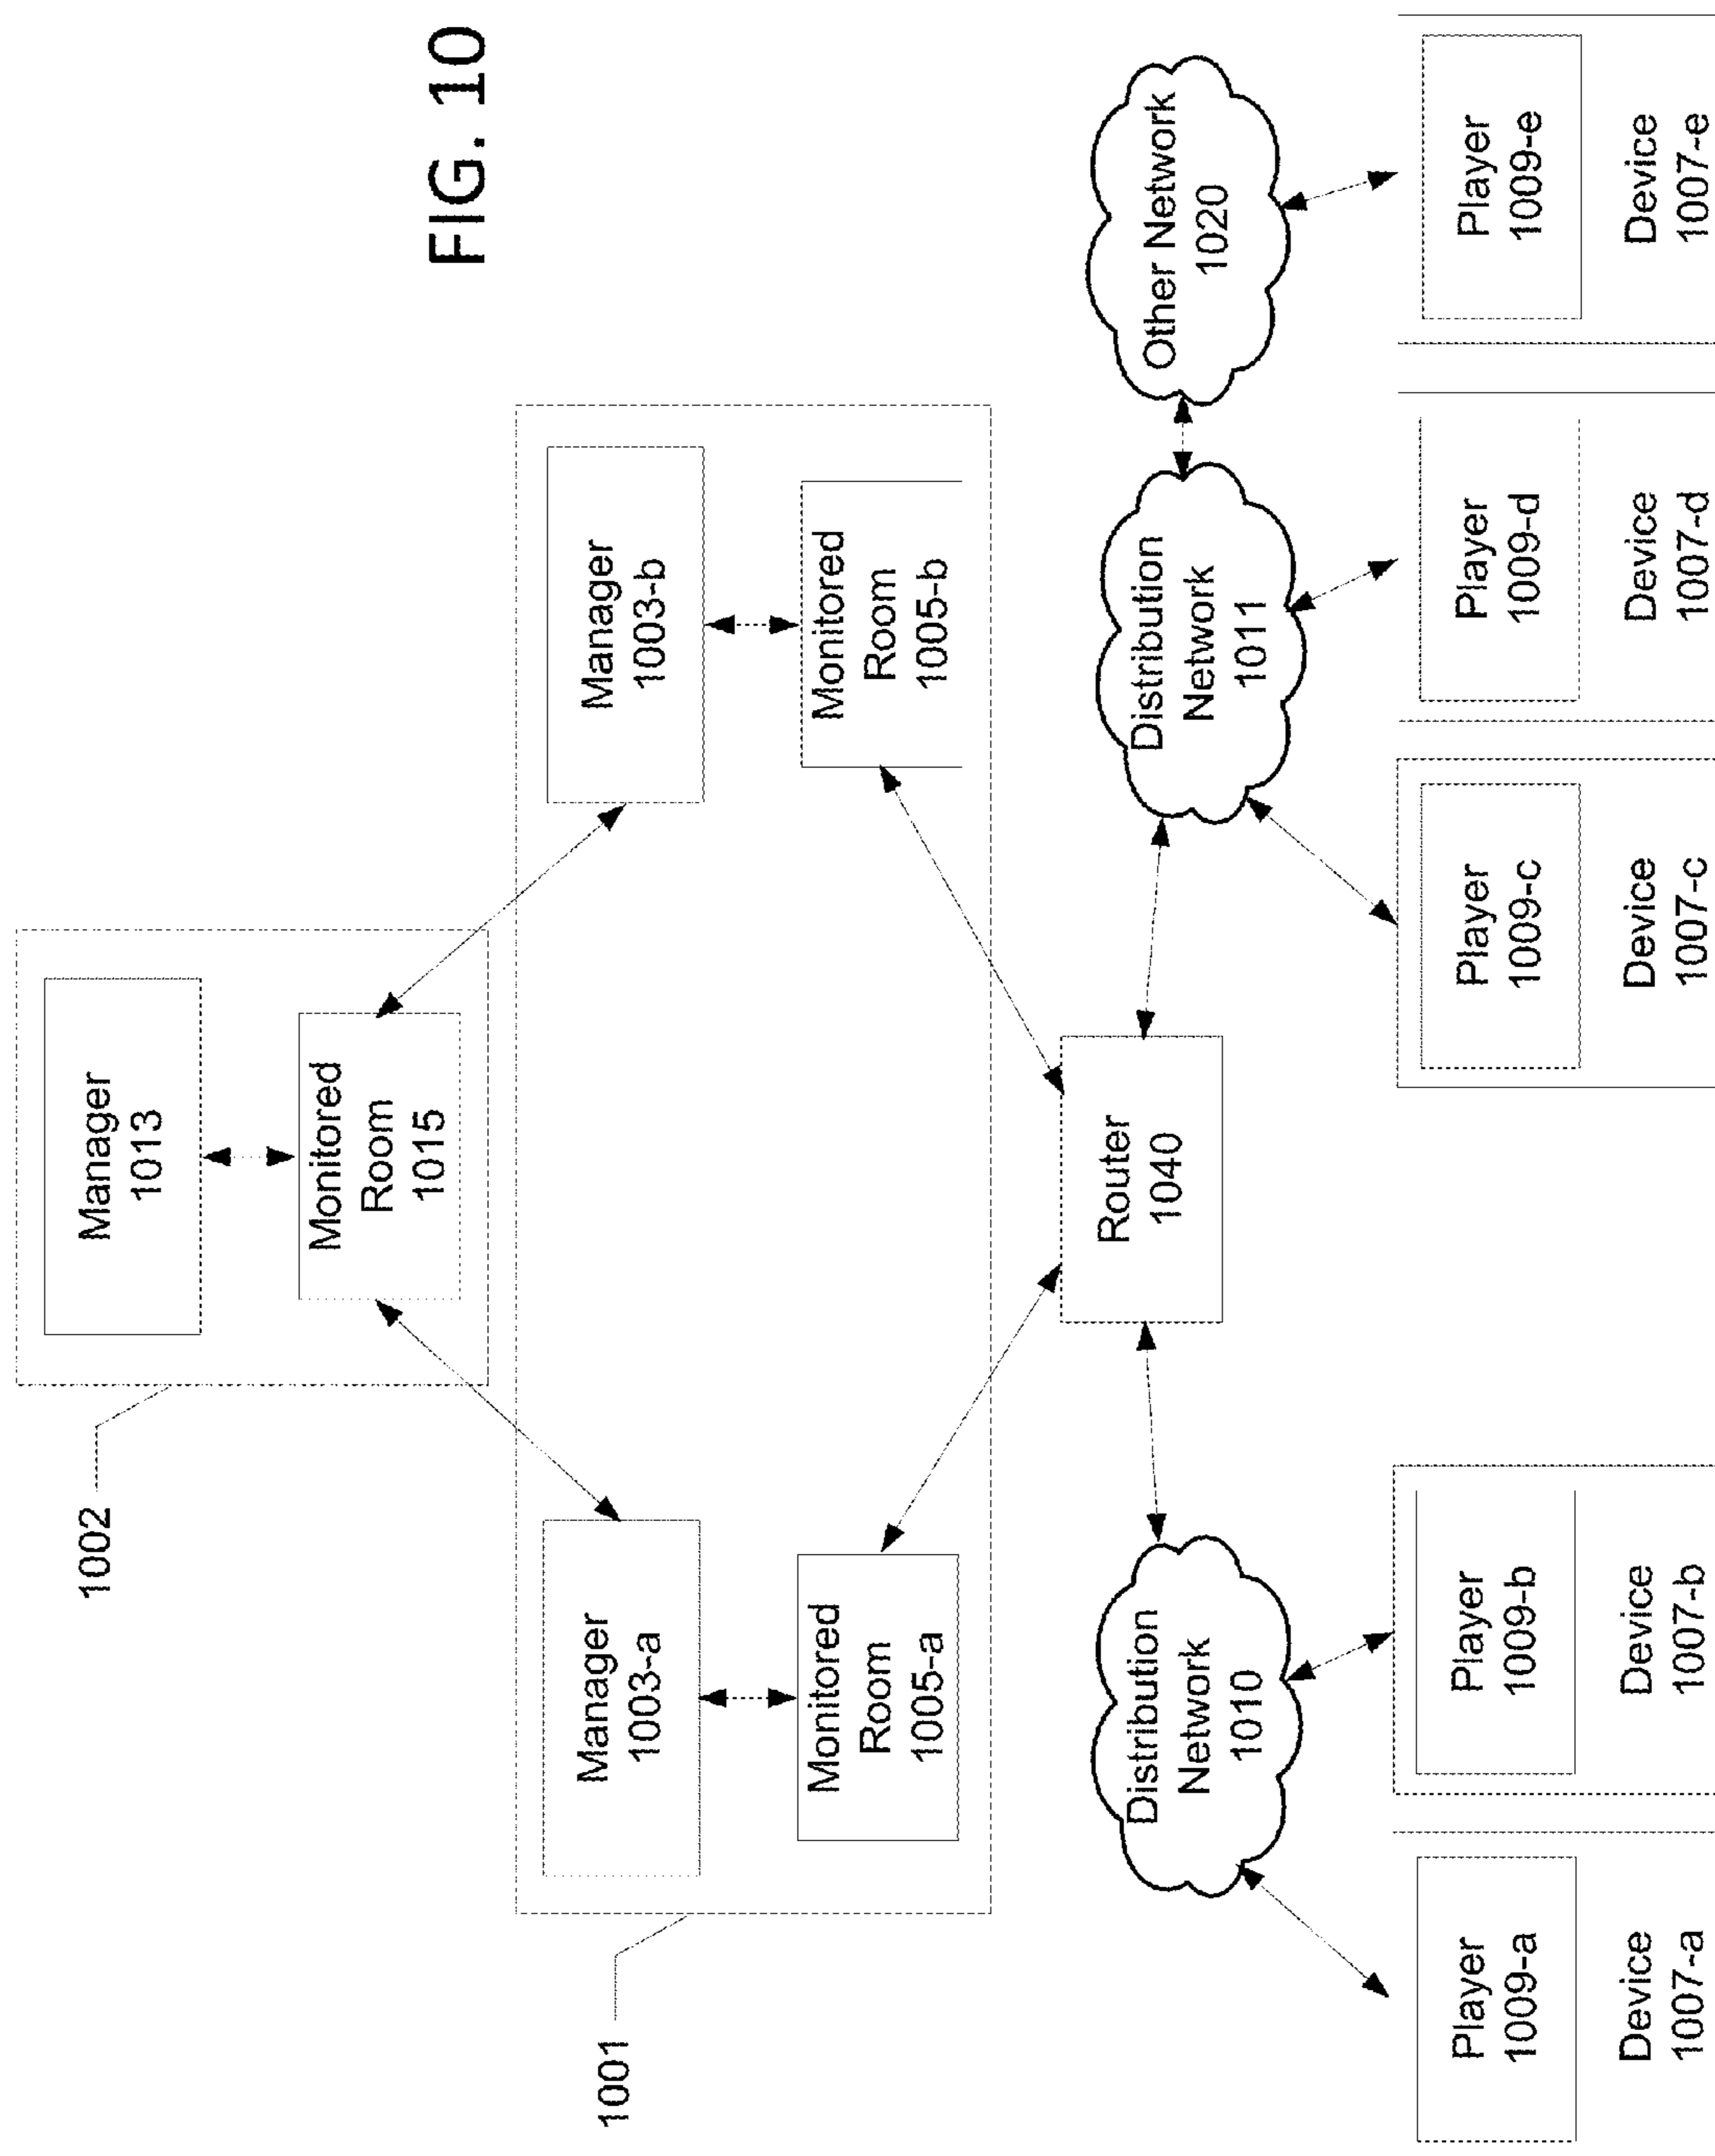 FIG. 10
1002
Manager
1013
Monitored
Room
1015
1001
Manager
1003-a
Monitored
Room
1005-a
Manager
1003-b
Monitored
Room
1005-b
Router
1040
Distribution
Network
1010
Distribution
Network
1011
Other Network
1020
Player
1009-a
Device
1007-a
Player
1009-b
Device
1007-b
Player
1009-c
Device
1007-c
Player
1009-d
Device
1007-d
Player
1009-e
Device
1007-e